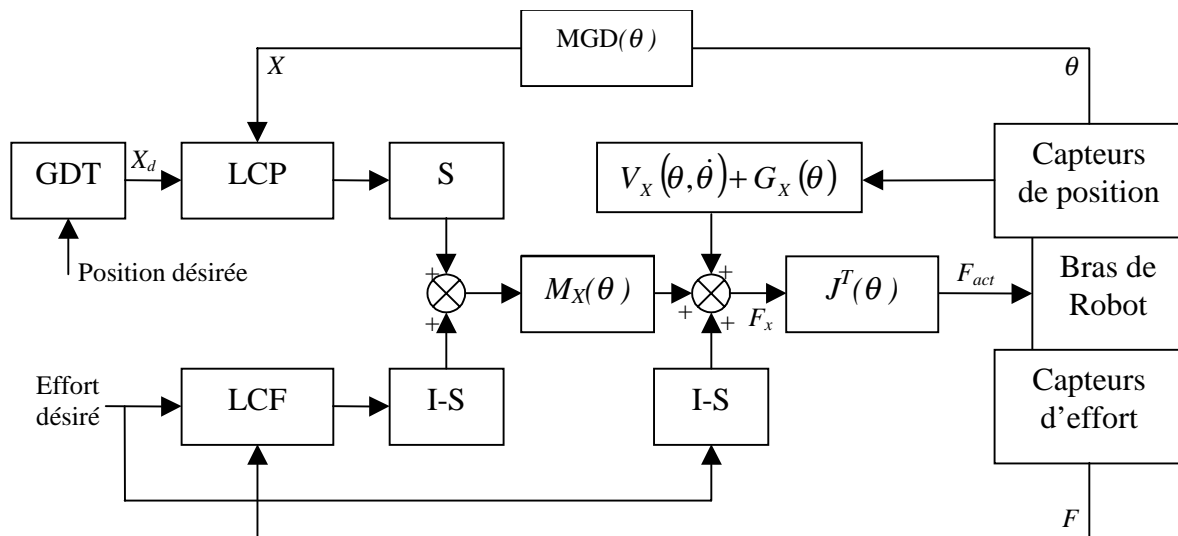 MGD(θ)
X
θ
GDT
X_d
LCP
S
V_X(θ,θ̇)+G_X(θ)
Capteurs
de position
Position désirée
+
+
M_X(θ)
+
+
+
F_x
J^T(θ)
F_act
Bras de
Robot
Effort
désiré
LCF
I-S
I-S
Capteurs
d’effort
F